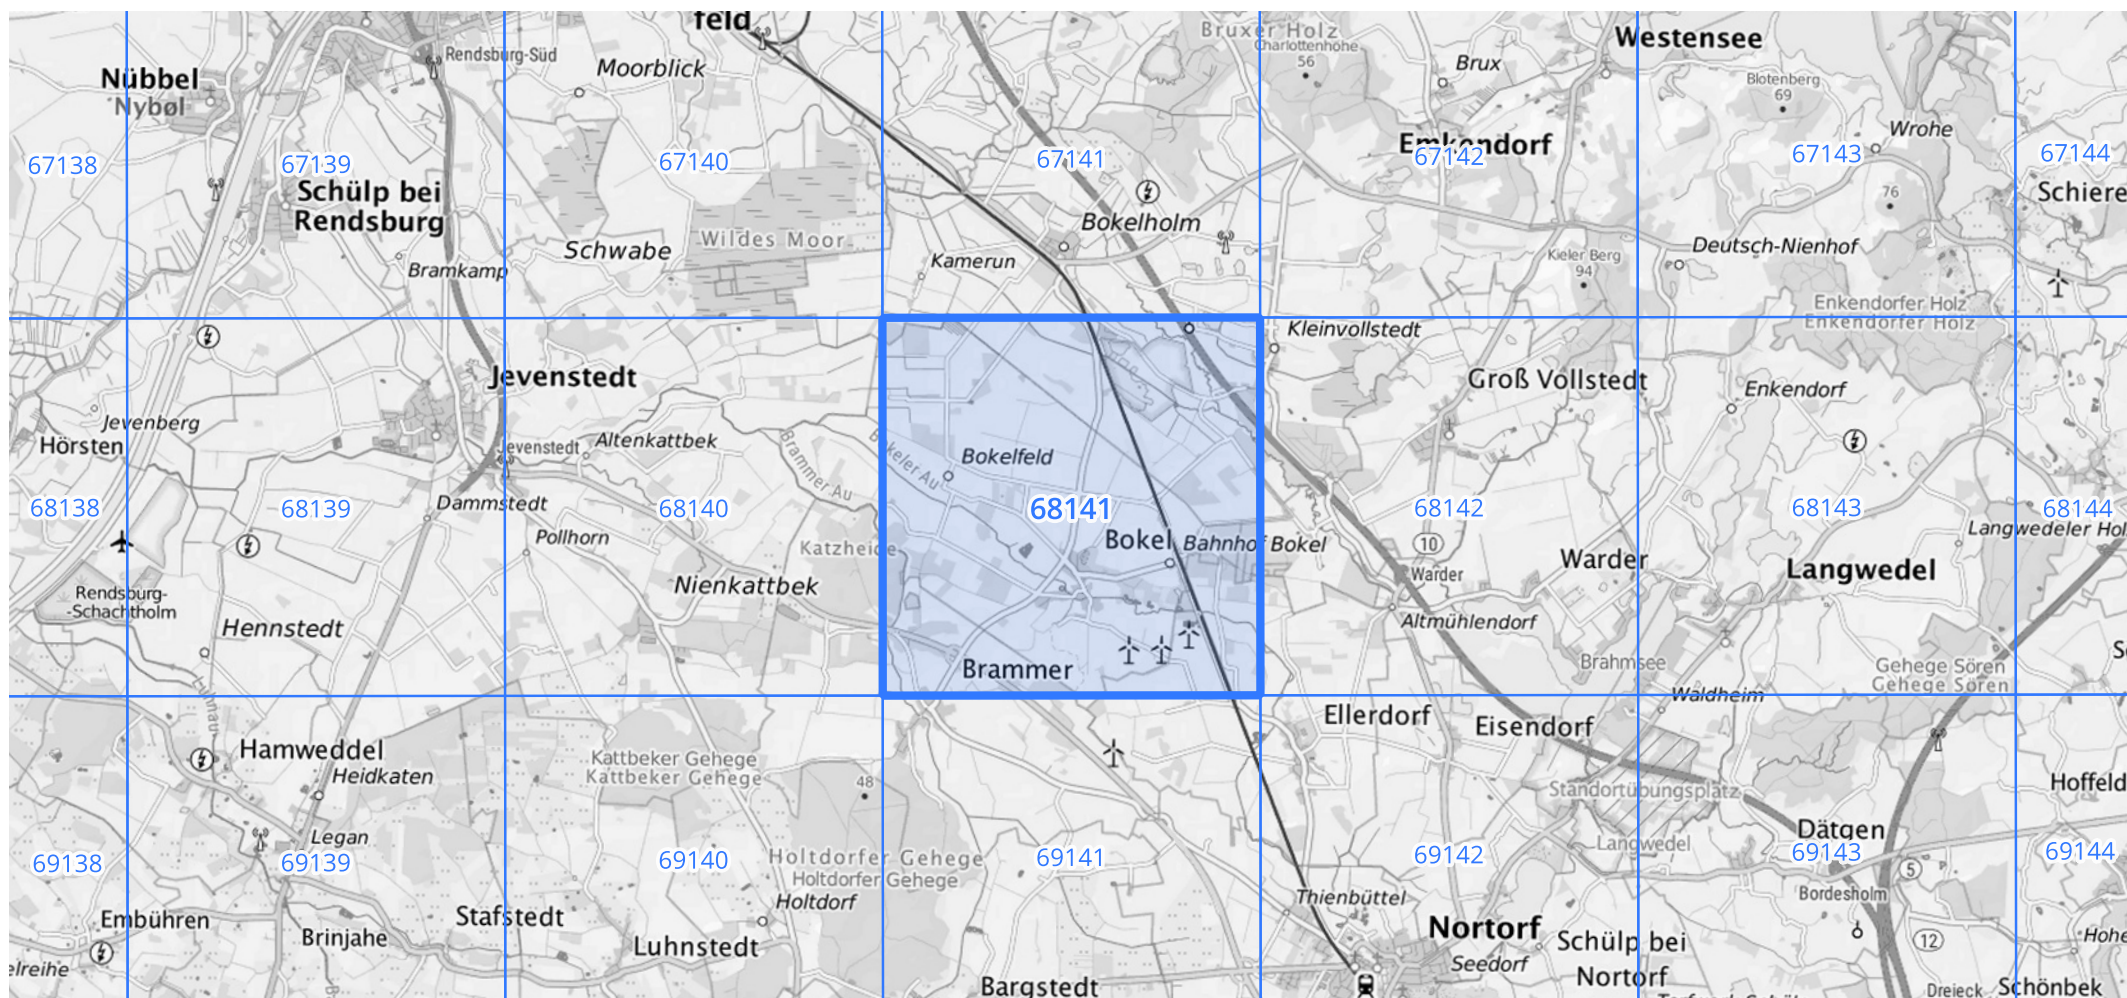 feld
Rendsburg-Süd
Moorblick
Nübbel
Nybøl
Bruxer Holz
Charlottenhöhe
56
Brux
Westensee
Blotenberg
69
Wrohe
Emkendorf
67138
67139
67140
67141
67142
67143
67144
Schülp bei
Rendsburg
Schwabe
Wildes Moor
Bramkamp
Bokelholm
Kamerun
76
Schiere
Deutsch-Nienhof
Kieler Berg
94
Enkendorfer Holz
Enkendorfer Holz
Kleinvollstedt
Jevenstedt
Groß Vollstedt
Enkendorf
Jevenberg
Hörsten
Jevenstedt
Altenkattbek
Brammer Au
Bokeler Au
Bokelfeld
68138
68139
68140
68141
68142
68143
68144
Dammstedt
Pollhorn
Katzheide
Bokel
Bahnhof Bokel
10
Warder
Warder
Langwedeler Hol
Langwedel
Rendsburg-
-Schachtholm
Nienkattbek
Hennstedt
Altmühlendorf
Brammer
Brahmsee
Gehege Sören
Gehege Sören
Waldheim
Luhnau
Ellerdorf
Eisendorf
Hamweddel
Heidkaten
Kattbeker Gehege
Kattbeker Gehege
48
Standortübungsplatz
Langwedel
Hoffeld
Legan
Dätgen
69138
69139
69140
69141
69142
69143
69144
Holtdorfer Gehege
Holtdorfer Gehege
Holtdorf
5
Bordesholm
Thienbüttel
Embühren
Stafstedt
Brinjahe
Luhnstedt
Nortorf
Schülp bei
Nortorf
Seedorf
12
Hohe
elreihe
Bargstedt
Dreieck
Schönbek